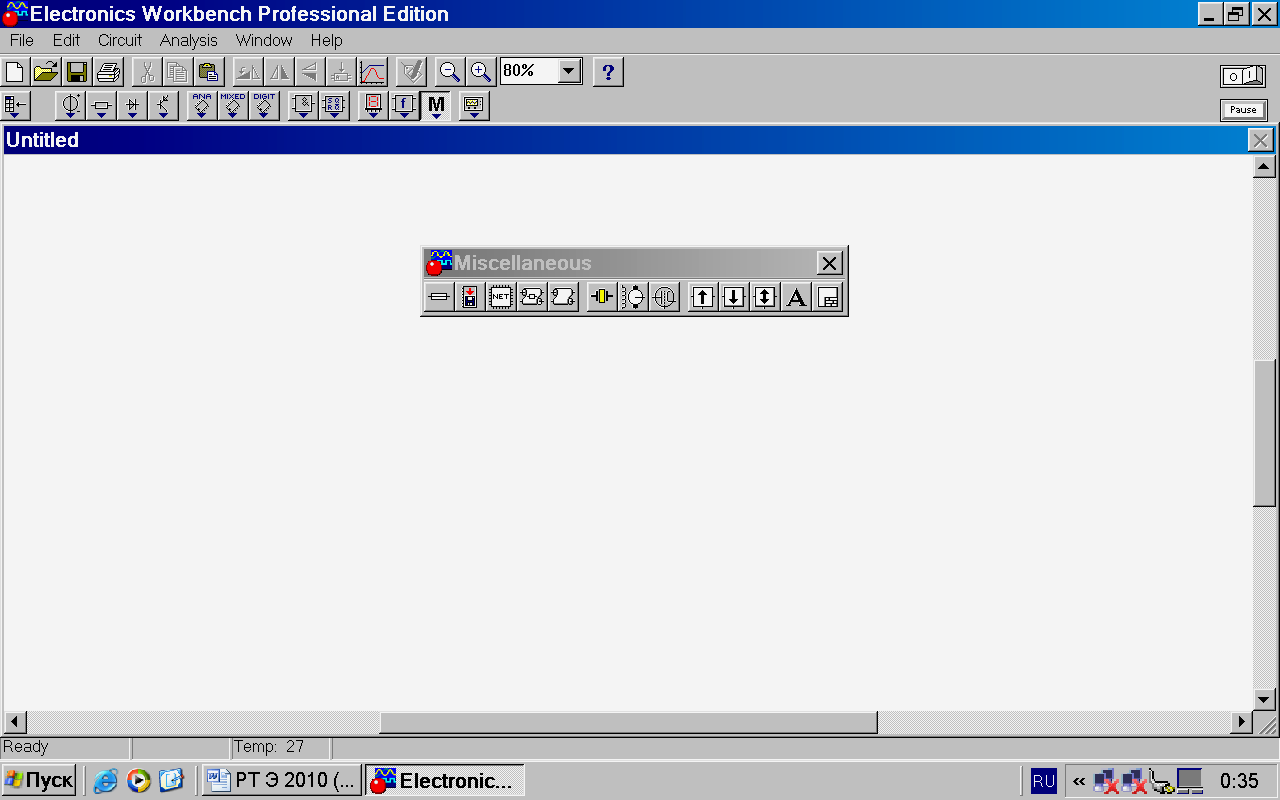 Electronics Workbench Professional Edition
File Edit Circuit Analysis Window Help
80% ?
O I
ANA MIXED DIGIT & f M
Pause
Untitled
Miscellaneous
NET A
Ready Temp: 27
Пуск РТ Э 2010 (... Electronic... RU « 0:35